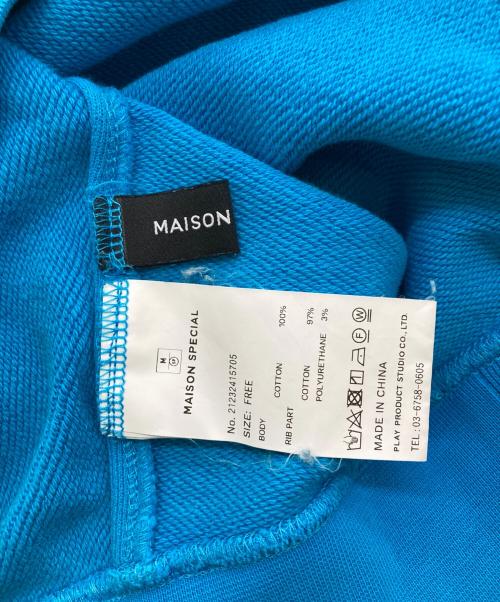 MAISON
M
SP
MAISON SPECIAL
No. 21232415705
SIZE: FREE
BODY
COTTON 100%
RIB PART COTTON 97%
POLYURETHANE 3%
MADE IN CHINA
PLAY PRODUCT STUDIO CO., LTD.
TEL: 03-6758-0605